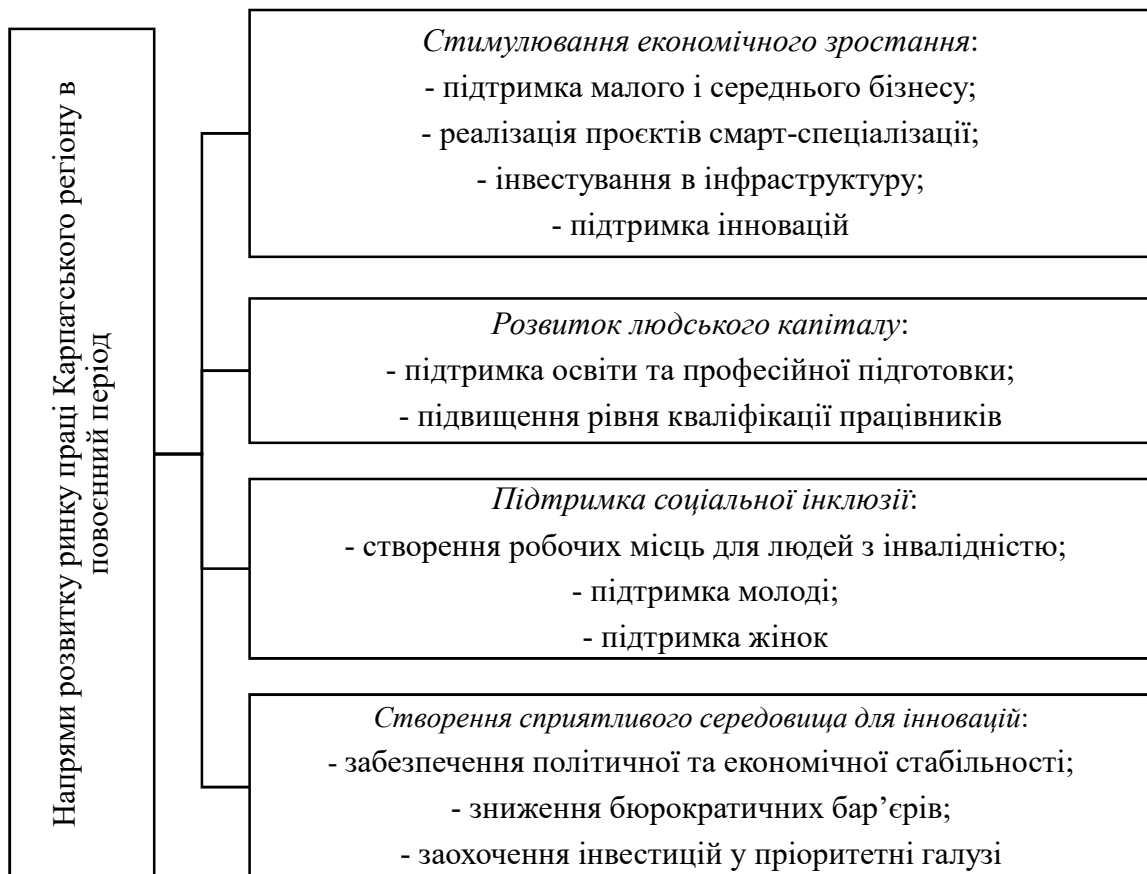 Напрями розвитку ринку праці Карпатського регіону в
повоєнний період
Стимулювання економічного зростання:
- підтримка малого і середнього бізнесу;
- реалізація проєктів смарт-спеціалізації;
- інвестування в інфраструктуру;
- підтримка інновацій
Розвиток людського капіталу:
- підтримка освіти та професійної підготовки;
- підвищення рівня кваліфікації працівників
Підтримка соціальної інклюзії:
- створення робочих місць для людей з інвалідністю;
- підтримка молоді;
- підтримка жінок
Створення сприятливого середовища для інновацій:
- забезпечення політичної та економічної стабільності;
- зниження бюрократичних бар’єрів;
- заохочення інвестицій у пріоритетні галузі